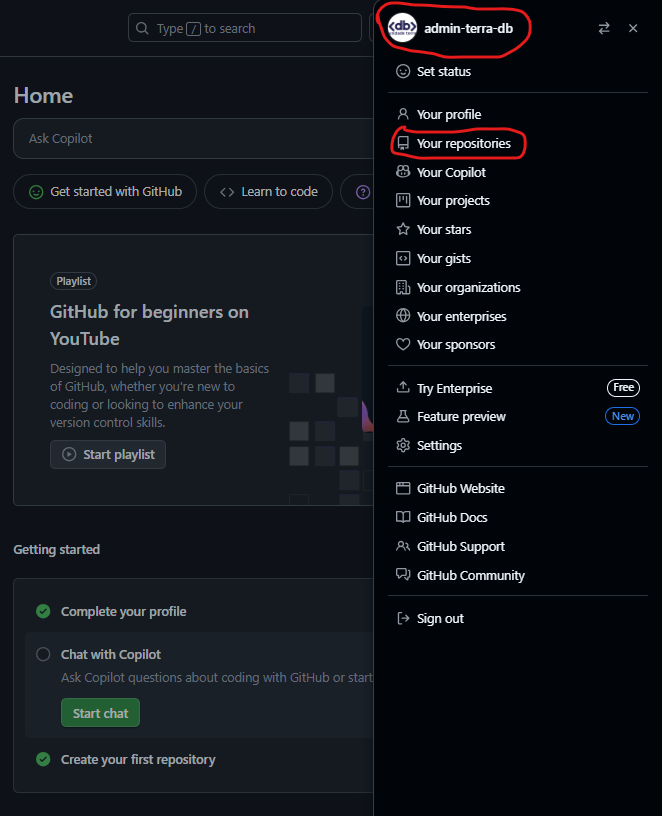 Type / to search
Home
Ask Copilot
Get started with GitHub
Learn to code
Playlist
GitHub for beginners on
YouTube
Designed to help you master the basics
of GitHub, whether you're new to
coding or looking to enhance your
version control skills.
Start playlist
Getting started
Complete your profile
Chat with Copilot
Ask Copilot questions about coding with GitHub or start
Start chat
Create your first repository
<db>
admin-terra-db
Set status
Your profile
Your repositories
Your Copilot
Your projects
Your stars
Your gists
Your organizations
Your enterprises
Your sponsors
Try Enterprise
Free
Feature preview
New
Settings
GitHub Website
GitHub Docs
GitHub Support
GitHub Community
Sign out